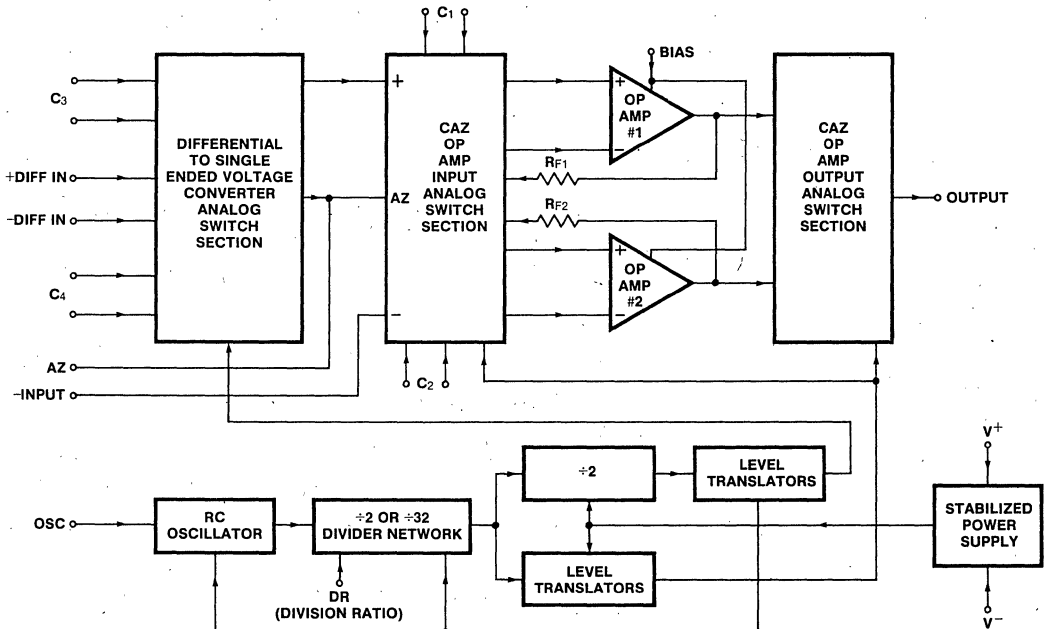 C1
BIAS
C3
+DIFF IN
-DIFF IN
C4
AZ
-INPUT
DIFFERENTIAL
TO SINGLE
ENDED VOLTAGE
CONVERTER
ANALOG
SWITCH
SECTION
+
AZ
-
CAZ
OP
AMP
INPUT
ANALOG
SWITCH
SECTION
C2
+
OP
AMP
#1
-
RF1
RF2
+
OP
AMP
#2
-
CAZ
OP
AMP
OUTPUT
ANALOG
SWITCH
SECTION
OUTPUT
÷2
LEVEL
TRANSLATORS
V+
OSC
RC
OSCILLATOR
÷2 OR ÷32
DIVIDER NETWORK
STABILIZED
POWER
SUPPLY
LEVEL
TRANSLATORS
DR
(DIVISION RATIO)
V-